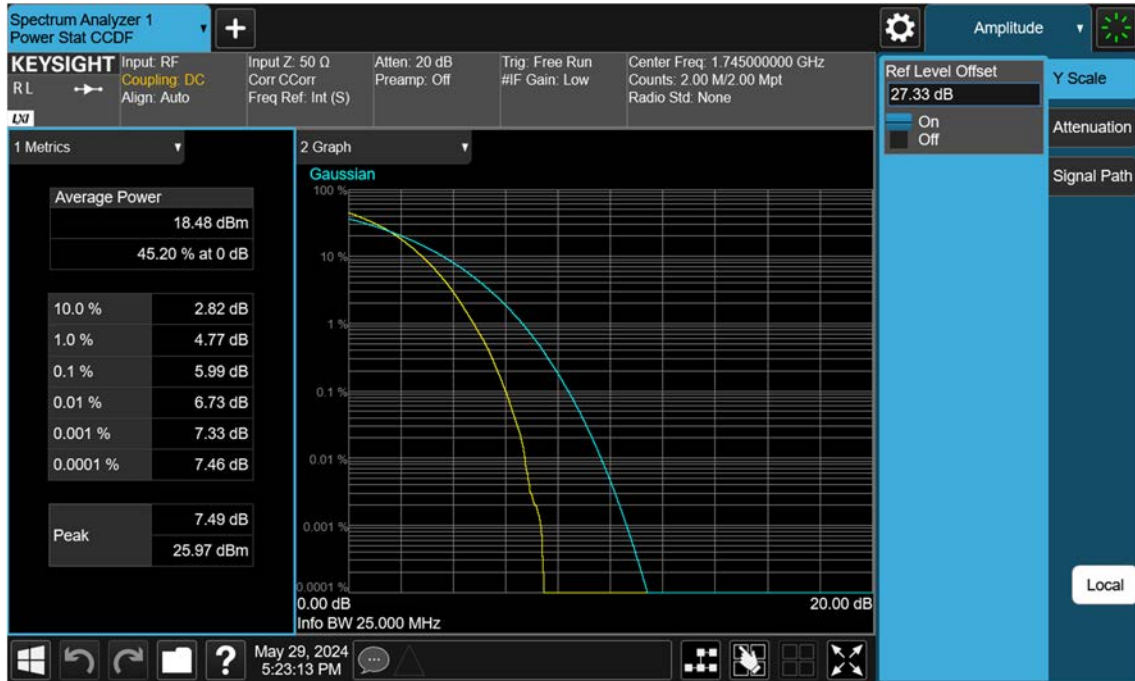 Spectrum Analyzer 1
Power Stat CCDF
Amplitude
KEYSIGHT
R L
LXI
Input: RF
Coupling: DC
Align: Auto
Input Z: 50 Ω
Corr CCorr
Freq Ref: Int (S)
Atten: 20 dB
Preamp: Off
Trig: Free Run
#IF Gain: Low
Center Freq: 1.745000000 GHz
Counts: 2.00 M/2.00 Mpt
Radio Std: None
Ref Level Offset
27.33 dB
On
Off
Y Scale
Attenuation
Signal Path
1 Metrics
Average Power
18.48 dBm
45.20 % at 0 dB
10.0 % 2.82 dB
1.0 % 4.77 dB
0.1 % 5.99 dB
0.01 % 6.73 dB
0.001 % 7.33 dB
0.0001 % 7.46 dB
Peak
7.49 dB
25.97 dBm
2 Graph
Gaussian
100 %
10 %
1 %
0.1 %
0.01 %
0.001 %
0.0001 %
0.00 dB 20.00 dB
Info BW 25.000 MHz
Local
?
May 29, 2024
5:23:13 PM